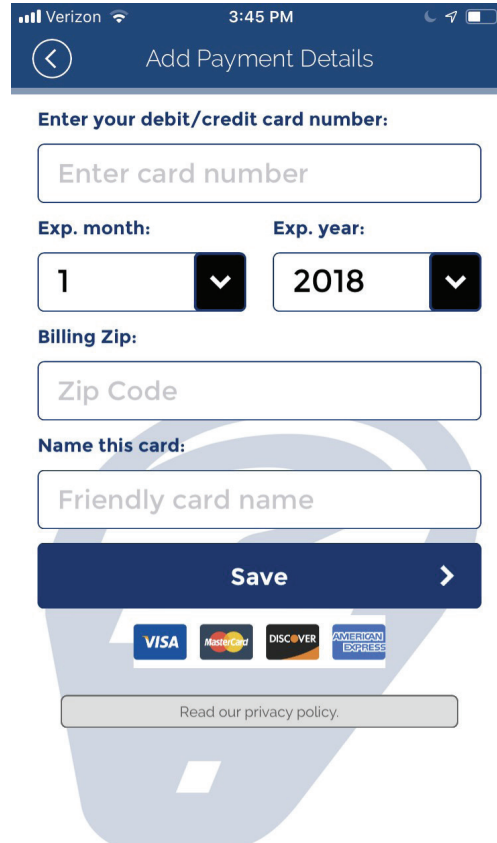 Verizon 3:45 PM
Add Payment Details
Enter your debit/credit card number:
Enter card number
Exp. month: Exp. year:
1 2018
Billing Zip:
Zip Code
Name this card:
Friendly card name
Save
VISA MasterCard DISCOVER AMERICAN EXPRESS
Read our privacy policy.